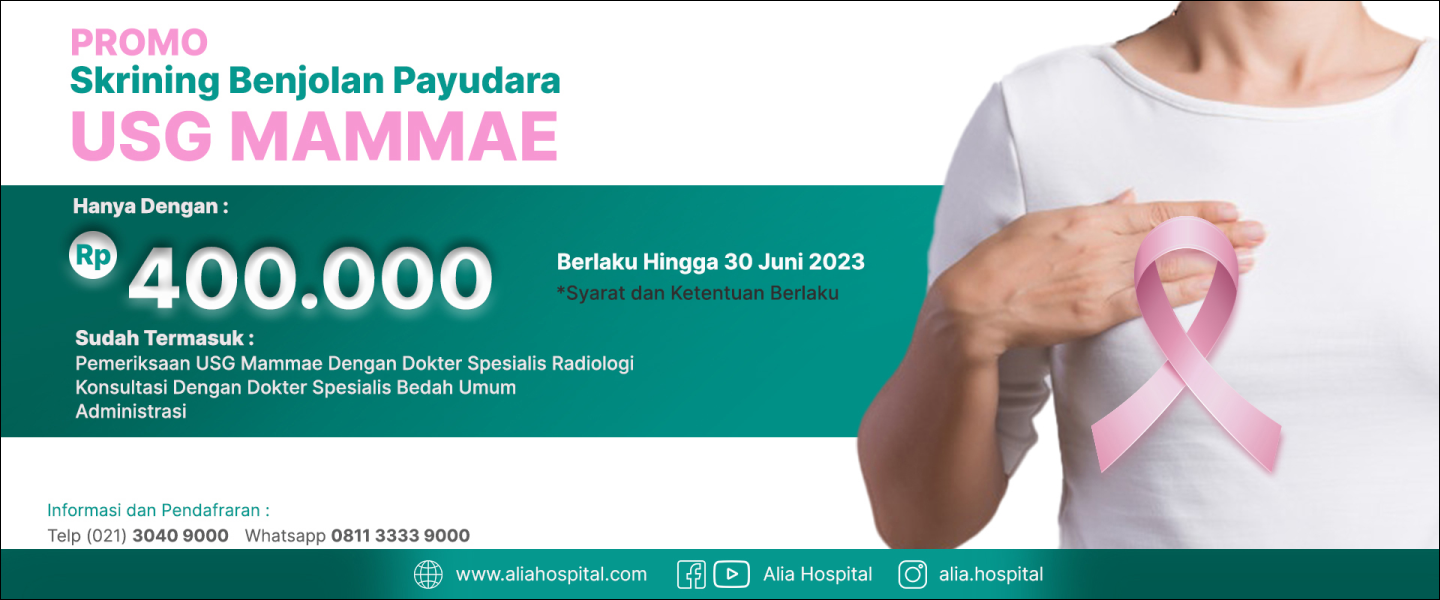 PROMO
Skrining Benjolan Payudara
USG MAMMAE
Hanya Dengan :
Rp 400.000
Berlaku Hingga 30 Juni 2023
*Syarat dan Ketentuan Berlaku
Sudah Termasuk :
Pemeriksaan USG Mammae Dengan Dokter Spesialis Radiologi
Konsultasi Dengan Dokter Spesialis Bedah Umum
Administrasi
Informasi dan Pendafraran :
Telp (021) 3040 9000 Whatsapp 0811 3333 9000
www.aliahospital.com Alia Hospital alia.hospital